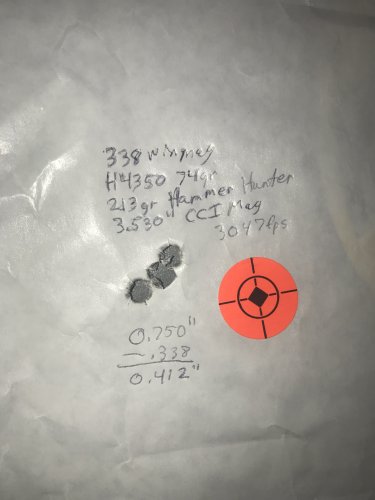 338 win mag
H4350 74gr
213gr Hammer Hunter
3.530" CCI Mag
3047fps
0.750"
- .338
0.412"